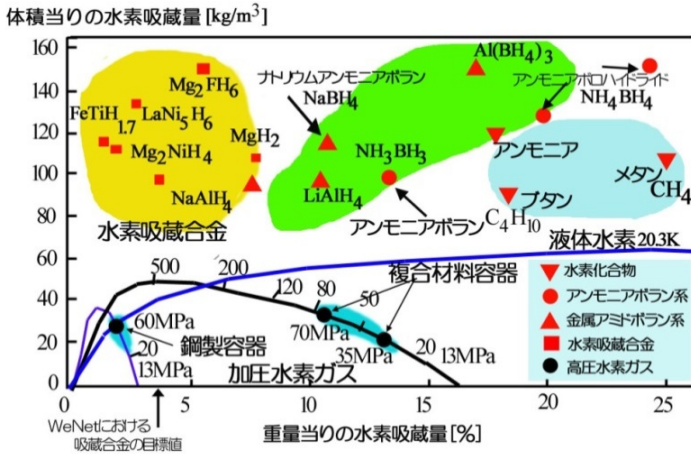 体積当りの水素吸蔵量 [kg/m³]
160
140
120
100
80
60
40
20
0
Mg₂FH₆
FeTiH₁.₇
LaNi₅H₆
Mg₂NiH₄
MgH₂
NaAlH₄
水素吸蔵合金
ナトリウムアンモニアボラン
NaBH₄
Al(BH₄)₃
アンモニアボロハイドライド
NH₄BH₄
NH₃BH₃
LiAlH₄
アンモニアボラン
アンモニア
ブタン
C₄H₁₀
メタン
CH₄
液体水素20.3K
500
200
120
80
50
20
13MPa
複合材料容器
70MPa
35MPa
60MPa
鋼製容器
20
13MPa
加圧水素ガス
水素化合物
アンモニアボラン系
金属アミドボラン系
水素吸蔵合金
高圧水素ガス
0
5
10
15
20
25
WeNetにおける
吸蔵合金の目標値
重量当りの水素吸蔵量 [%]